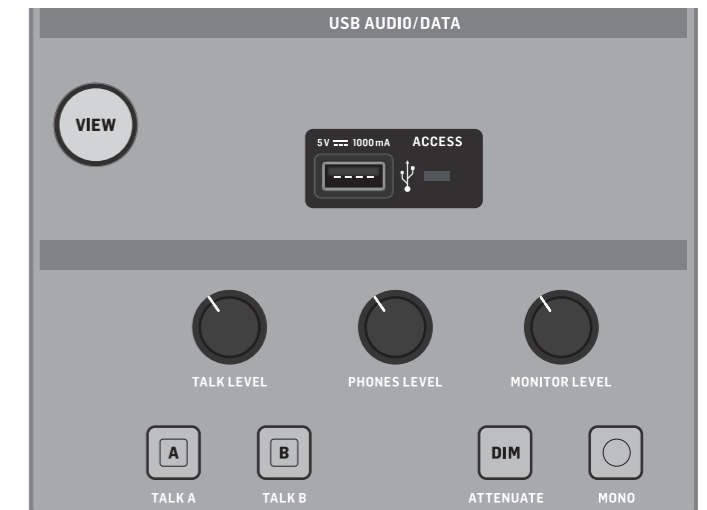 USB AUDIO/DATA
VIEW
5V 1000mA ACCESS
TALK LEVEL PHONES LEVEL MONITOR LEVEL
A B DIM
TALK A TALK B ATTENUATE MONO